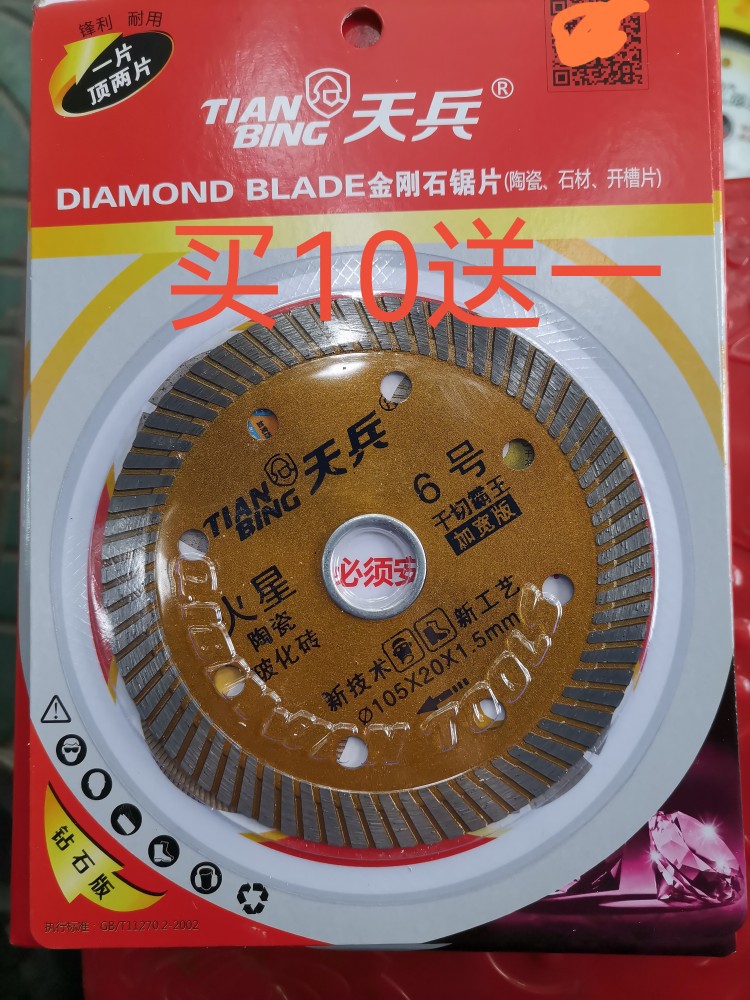 锋利 耐用
一片
顶两片
TIAN BING 天兵®
DIAMOND BLADE金刚石锯片(陶瓷、石材、开槽片)
买10送一
TIAN BING 天兵
6号
干切霸王
加宽版
必须安
火星
陶瓷
玻化砖
新技术 新工艺
Ø105X20X1.5mm
TOOLS
钻石版
执行标准 GB/T11270.2-2002